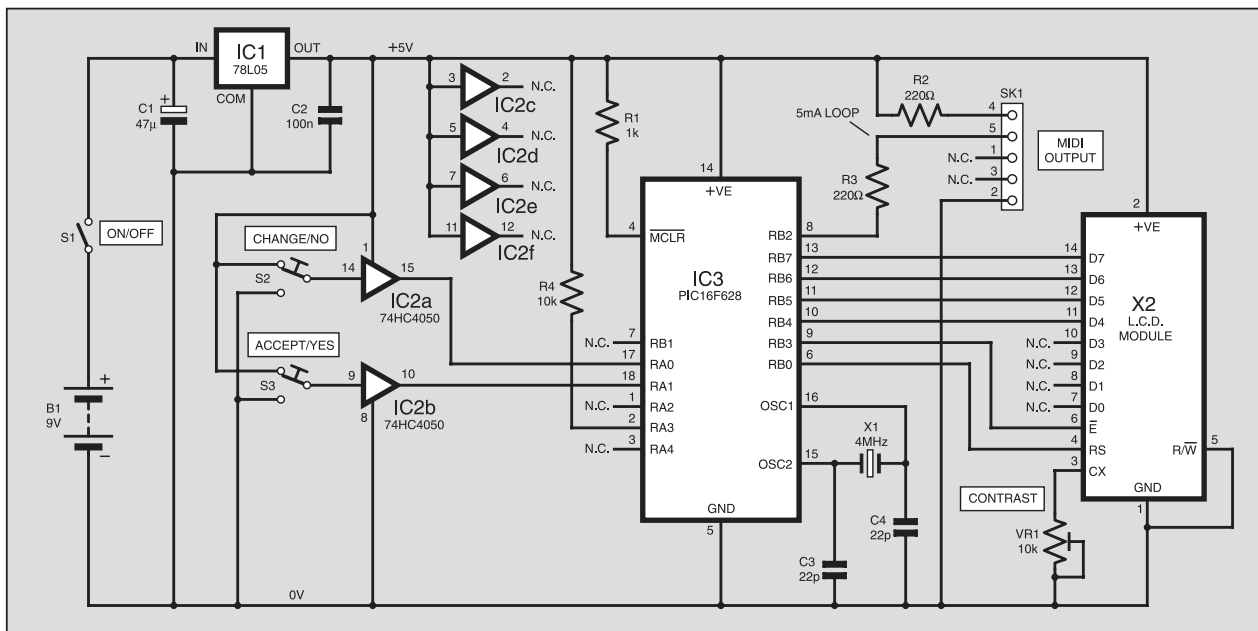 IN
IC1
78L05
OUT
COM
+5V
C1
47μ
+
C2
100n
3
2
N.C.
IC2c
5
4
N.C.
IC2d
7
6
N.C.
IC2e
11
12
N.C.
IC2f
R1
1k
R2
220Ω
SK1
4
5
1
3
2
5mA LOOP
N.C.
N.C.
MIDI
OUTPUT
R3
220Ω
S1
ON/OFF
CHANGE/NO
S2
14
1
15
IC2a
74HC4050
ACCEPT/YES
S3
9
10
8
IC2b
74HC4050
B1
9V
+
−
R4
10k
14
+VE
4
MCLR
IC3
PIC16F628
N.C.
7
RB1
17
RA0
18
RA1
N.C.
1
RA2
2
RA3
N.C.
3
RA4
GND
5
RB2
8
RB7
13
RB6
12
RB5
11
RB4
10
RB3
9
RB0
6
OSC1
16
OSC2
15
X1
4MHz
C4
22p
C3
22p
2
+VE
X2
L.C.D.
MODULE
14
D7
13
D6
12
D5
11
D4
N.C.
10
D3
N.C.
9
D2
N.C.
8
D1
N.C.
7
D0
6
E
4
RS
R/W
5
3
CX
GND
1
CONTRAST
VR1
10k
0V